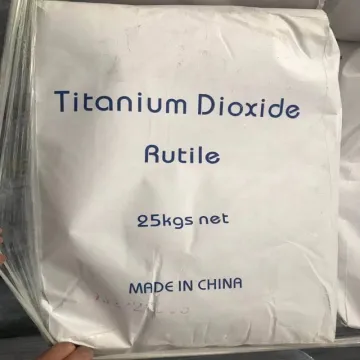 Titanium Dioxide
Rutile
25kgs net
MADE IN CHINA